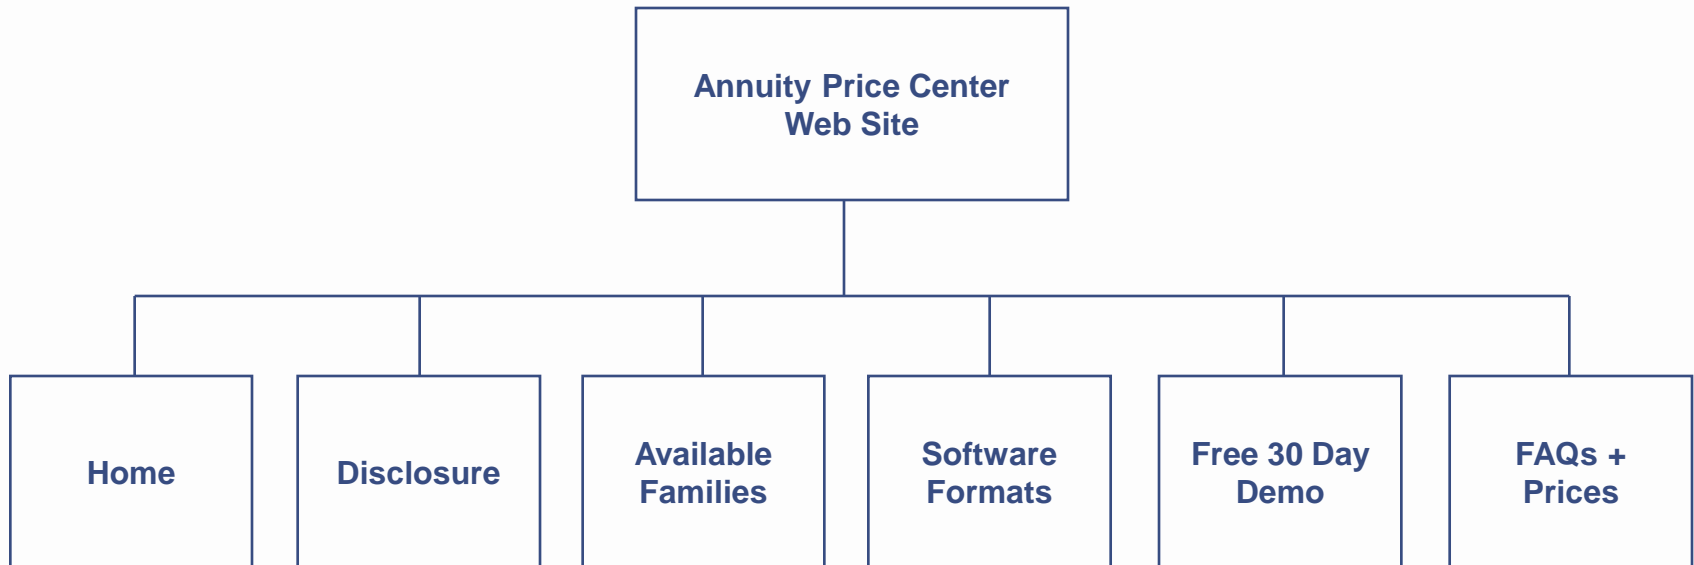 Annuity Price Center
Web Site
Home
Disclosure
Available
Families
Software
Formats
Free 30 Day
Demo
FAQs +
Prices